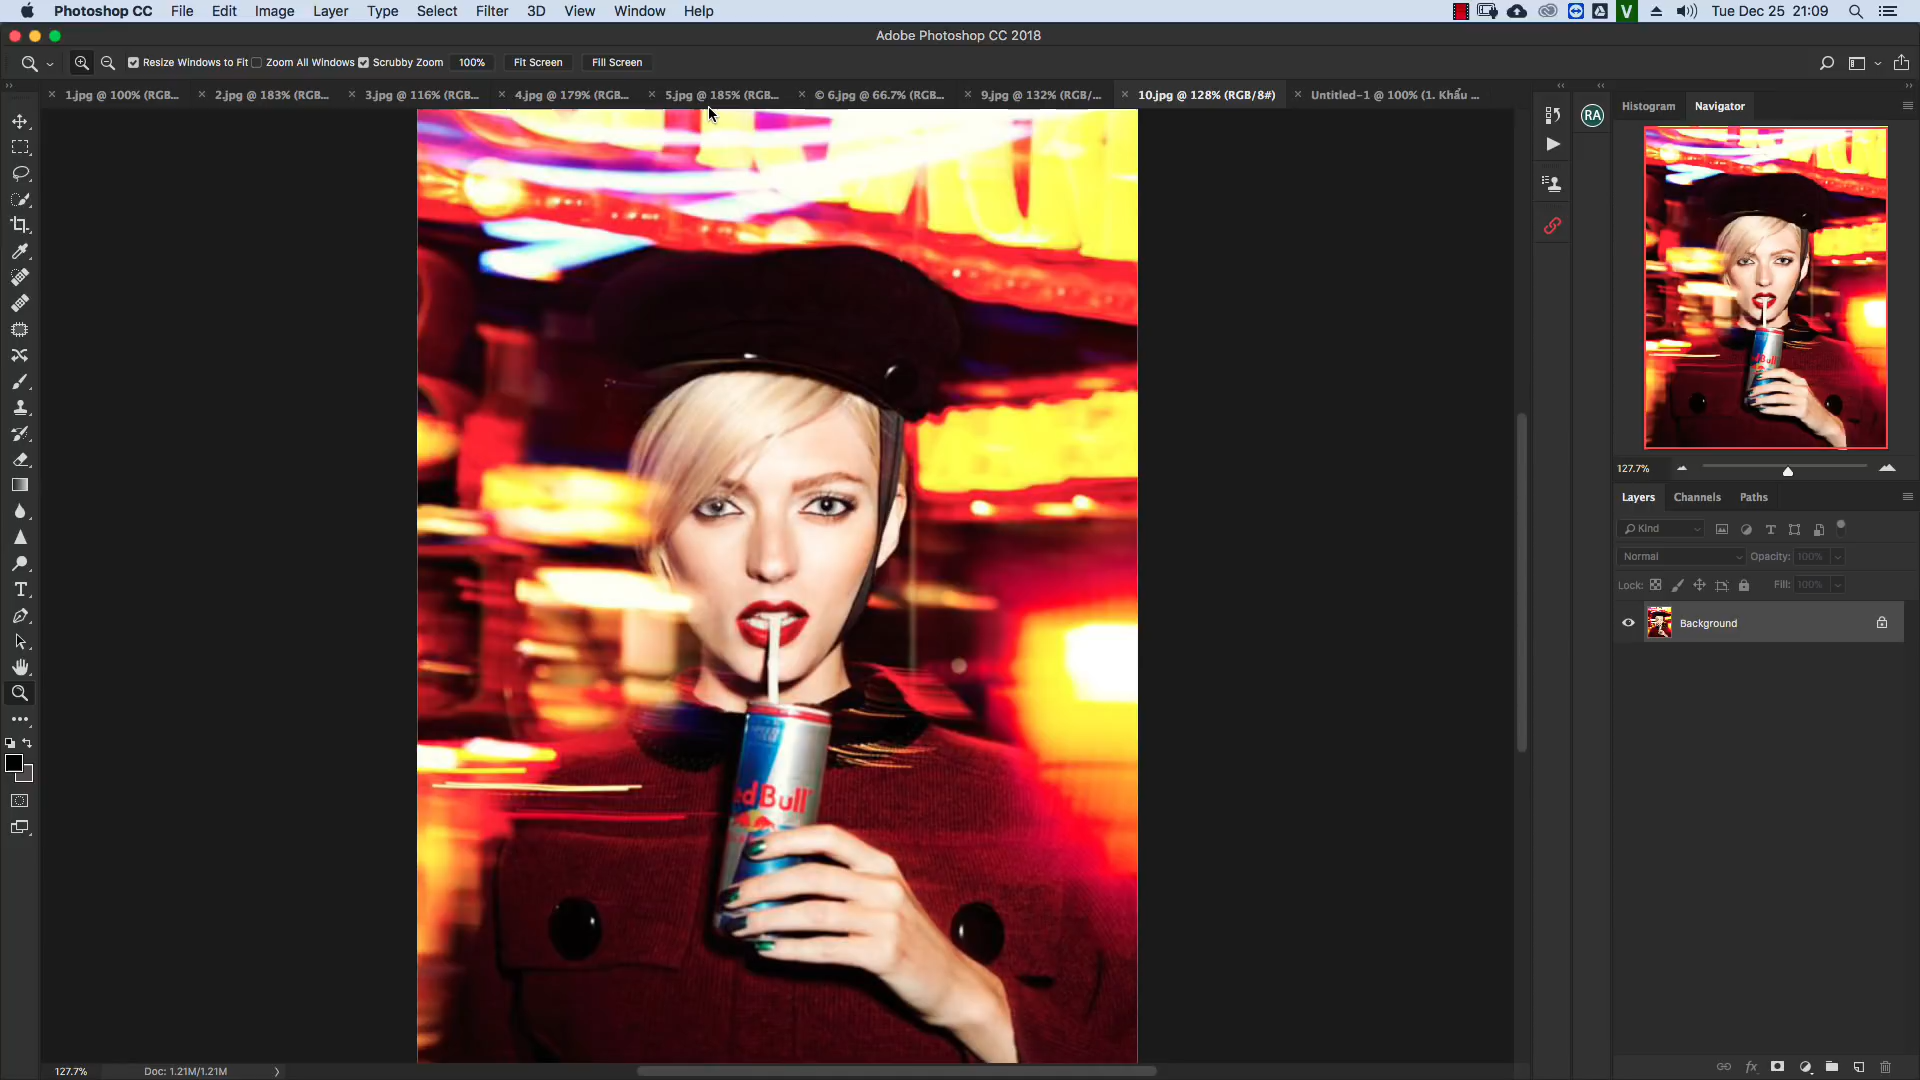 Photoshop CC File Edit Image Layer Type Select Filter 3D View Window Help Tue Dec 25 21:09
Adobe Photoshop CC 2018
Resize Windows to Fit Zoom All Windows Scrubby Zoom 100% Fit Screen Fill Screen
1.jpg @ 100% (RGB... 2.jpg @ 183% (RGB... 3.jpg @ 116% (RGB... 4.jpg @ 179% (RGB... 5.jpg @ 185% (RGB... © 6.jpg @ 66.7% (RGB... 9.jpg @ 132% (RGB/... 10.jpg @ 128% (RGB/8#) Untitled-1 @ 100% (1. Khẩu ...
Histogram Navigator
RA
127.7%
Layers Channels Paths
Kind
Normal Opacity: 100%
Lock: Fill: 100%
Background
edBull
127.7% Doc: 1.21M/1.21M